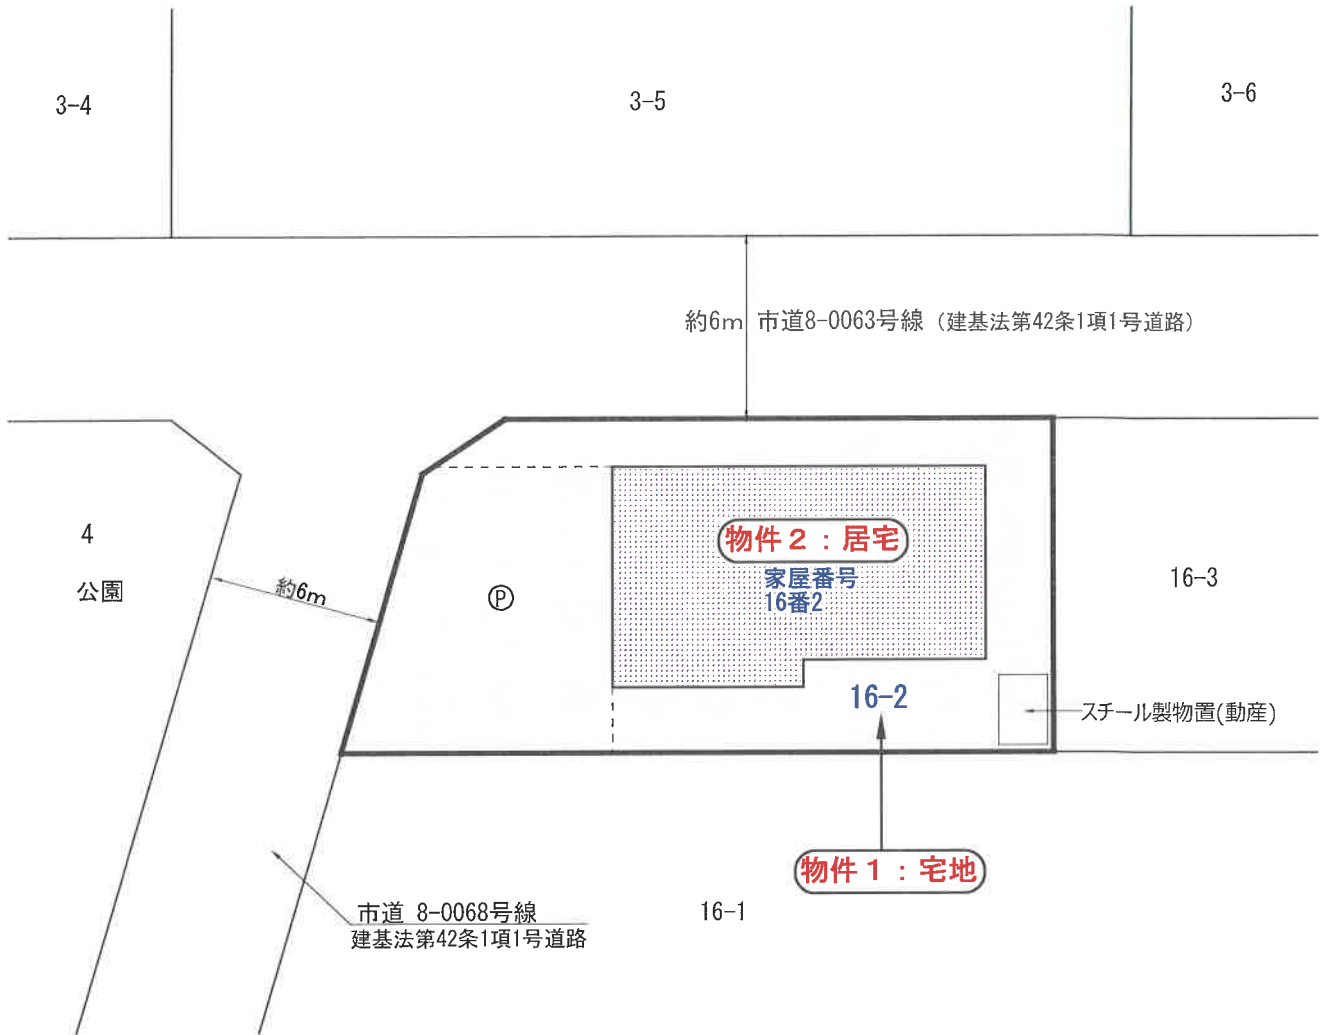 3-4
3-5
3-6
約6m 市道8-0063号線（建基法第42条1項1号道路）
4
公園
約6m
P
物件２：居宅
家屋番号
16番2
16-3
16-2
スチール製物置(動産)
物件１：宅地
市道 8-0068号線
建基法第42条1項1号道路
16-1